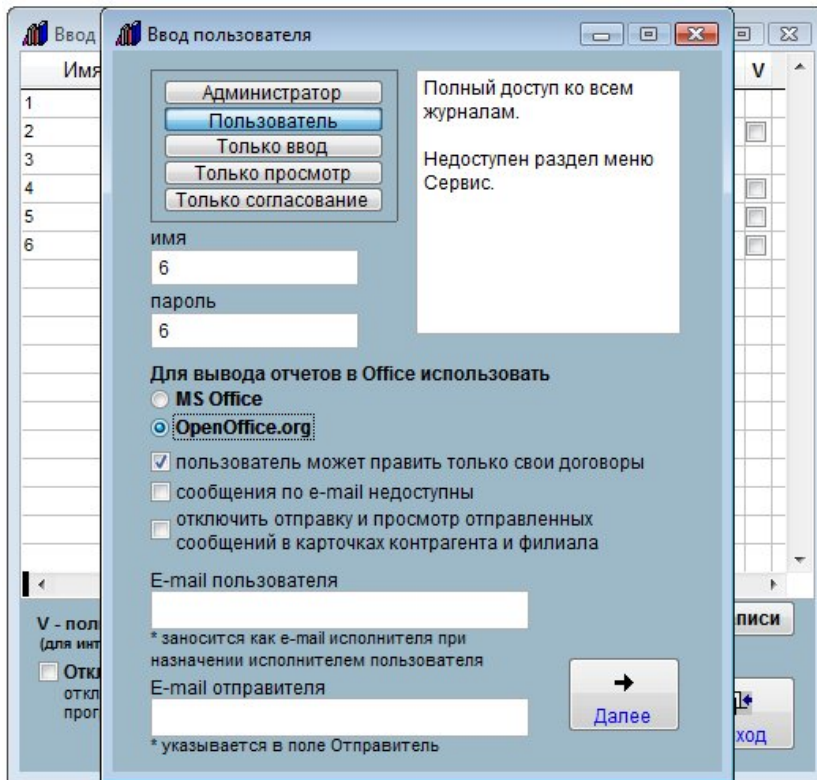 Ввод
Ввод пользователя
Имя
V
1
2
3
4
5
6
Администратор
Пользователь
Только ввод
Только просмотр
Только согласование
Полный доступ ко всем
журналам.
Недоступен раздел меню
Сервис.
имя
6
пароль
6
Для вывода отчетов в Office использовать
MS Office
OpenOffice.org
пользователь может править только свои договоры
сообщения по e-mail недоступны
отключить отправку и просмотр отправленных
сообщений в карточках контрагента и филиала
E-mail пользователя
* заносится как e-mail исполнителя при
назначении исполнителем пользователя
E-mail отправителя
* указывается в поле Отправитель
Далее
V - пол
(для инт
Откл
откл
прог
писи
ход